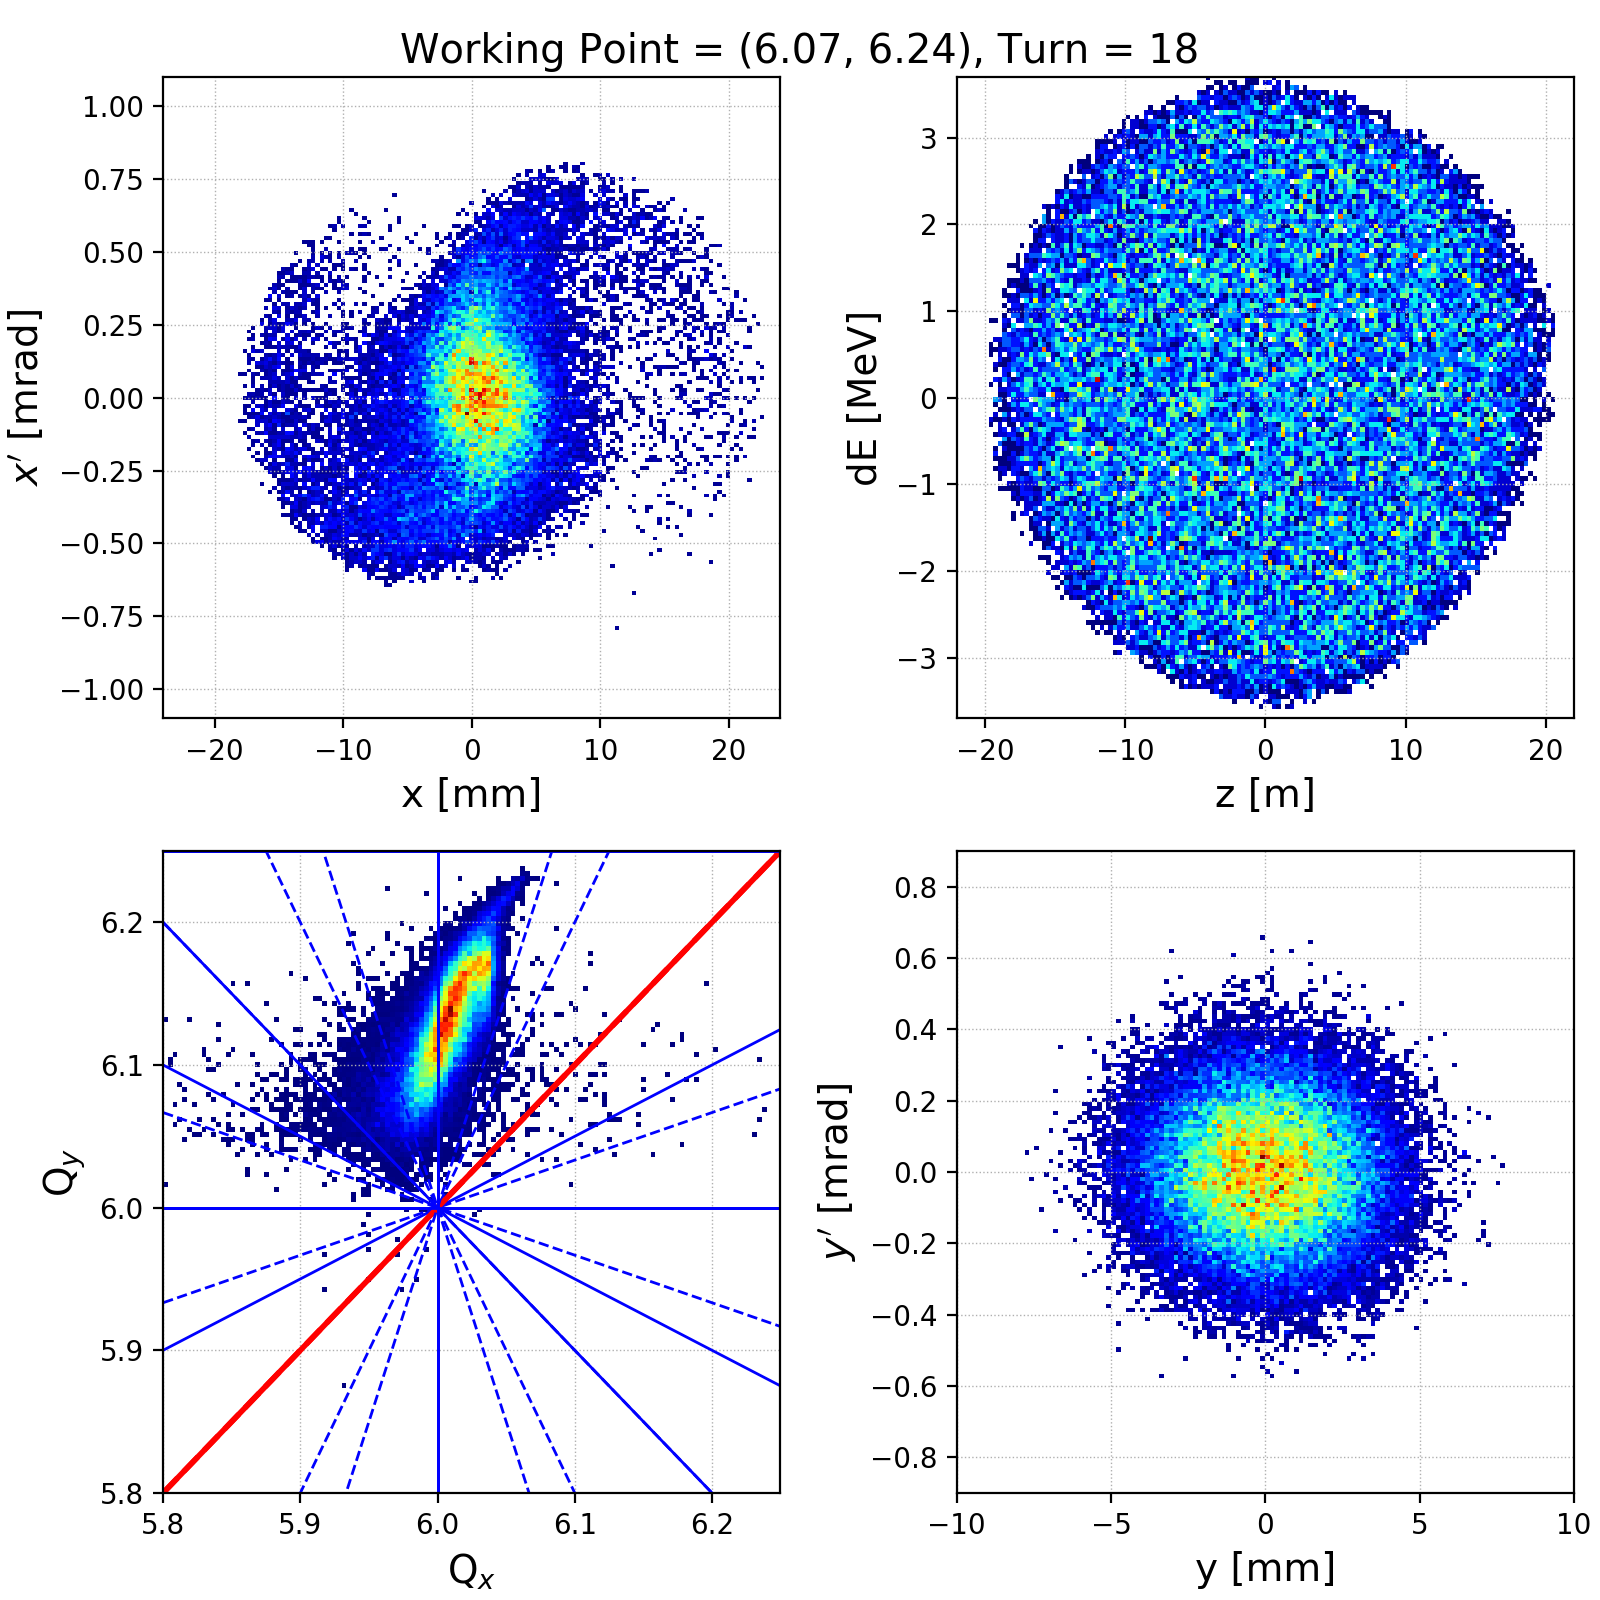 Working Point = (6.07, 6.24), Turn = 18
1.00
0.75
0.50
0.25
0.00
−0.25
−0.50
−0.75
−1.00
x′ [mrad]
−20 −10 0 10 20
x [mm]
3
2
1
0
−1
−2
−3
dE [MeV]
−20 −10 0 10 20
z [m]
6.2
6.1
6.0
5.9
5.8
Qy
5.8 5.9 6.0 6.1 6.2
Qx
0.8
0.6
0.4
0.2
0.0
−0.2
−0.4
−0.6
−0.8
y′ [mrad]
−10 −5 0 5 10
y [mm]